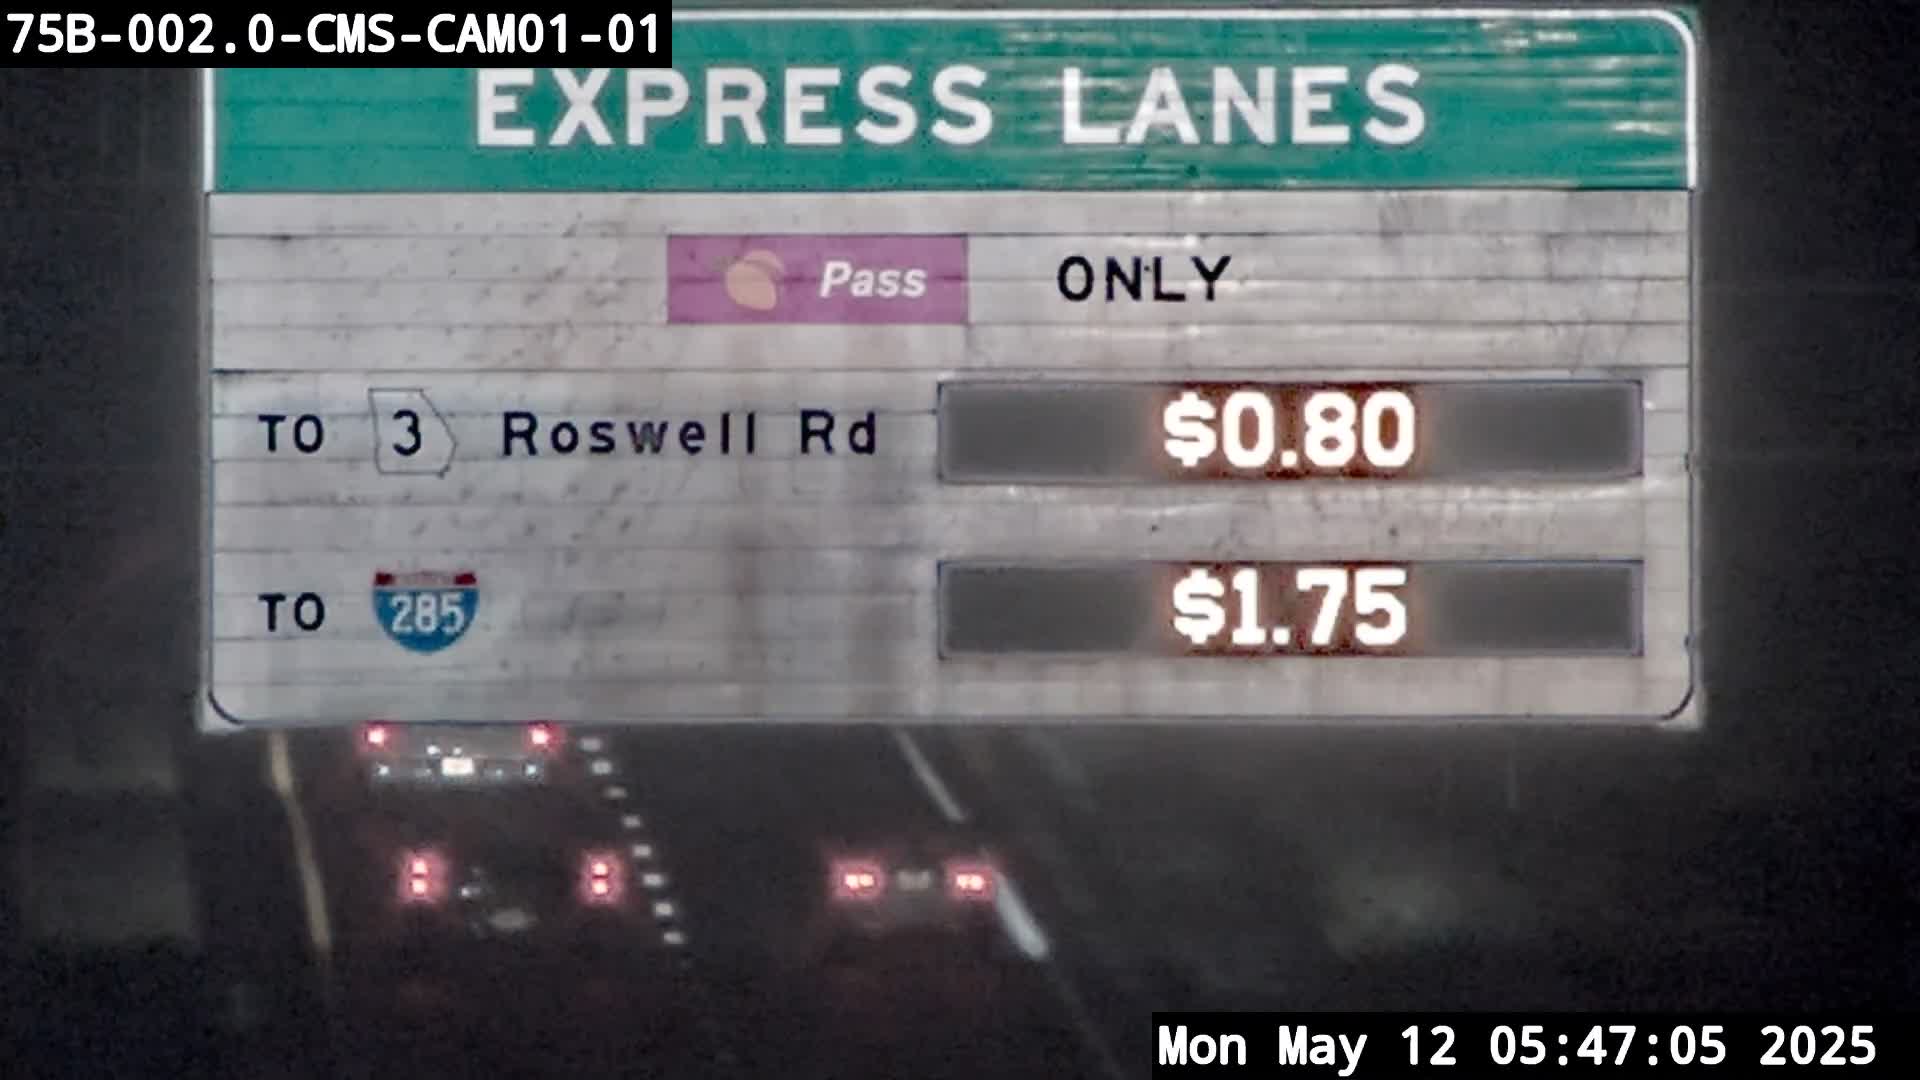 75B-002.0-CMS-CAM01-01
EXPRESS LANES
Pass ONLY
TO 3 Roswell Rd $0.80
TO 285 $1.75
Mon May 12 05:47:05 2025